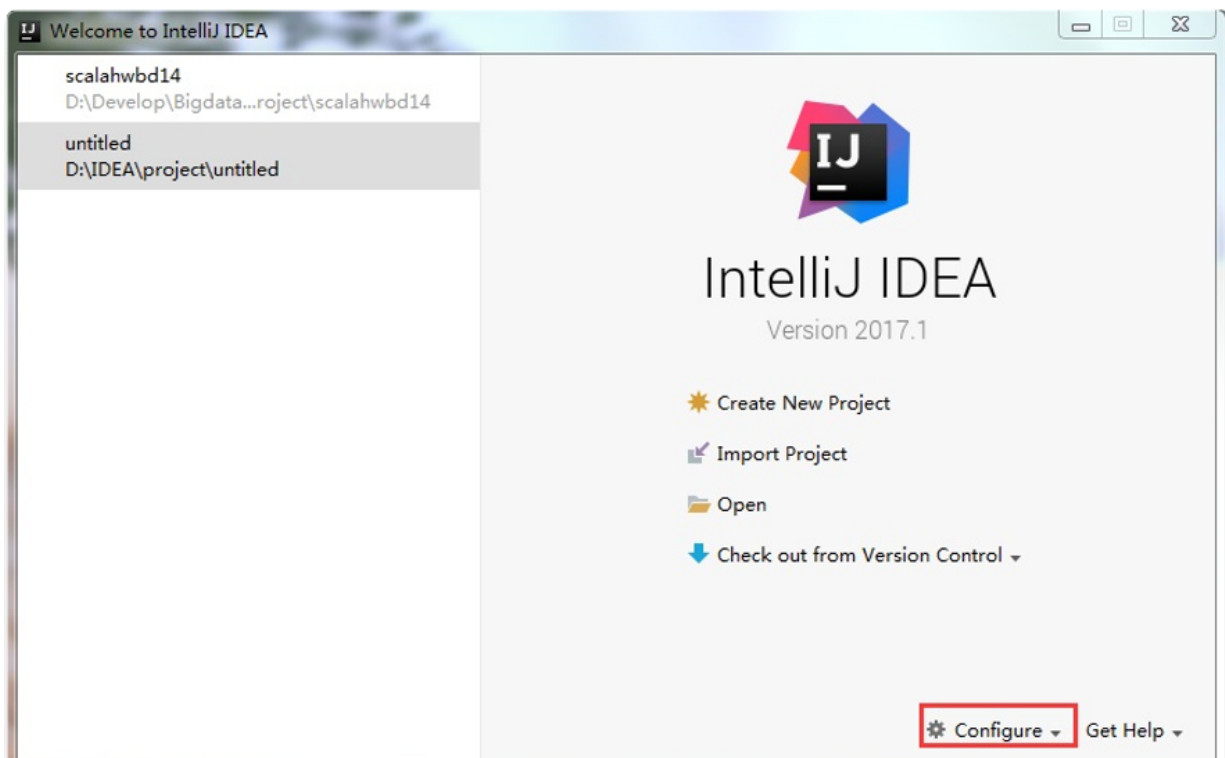 Welcome to IntelliJ IDEA
scalahwbd14
D:\Develop\Bigdata...roject\scalahwbd14
untitled
D:\IDEA\project\untitled
IJ
IntelliJ IDEA
Version 2017.1
Create New Project
Import Project
Open
Check out from Version Control
Configure
Get Help